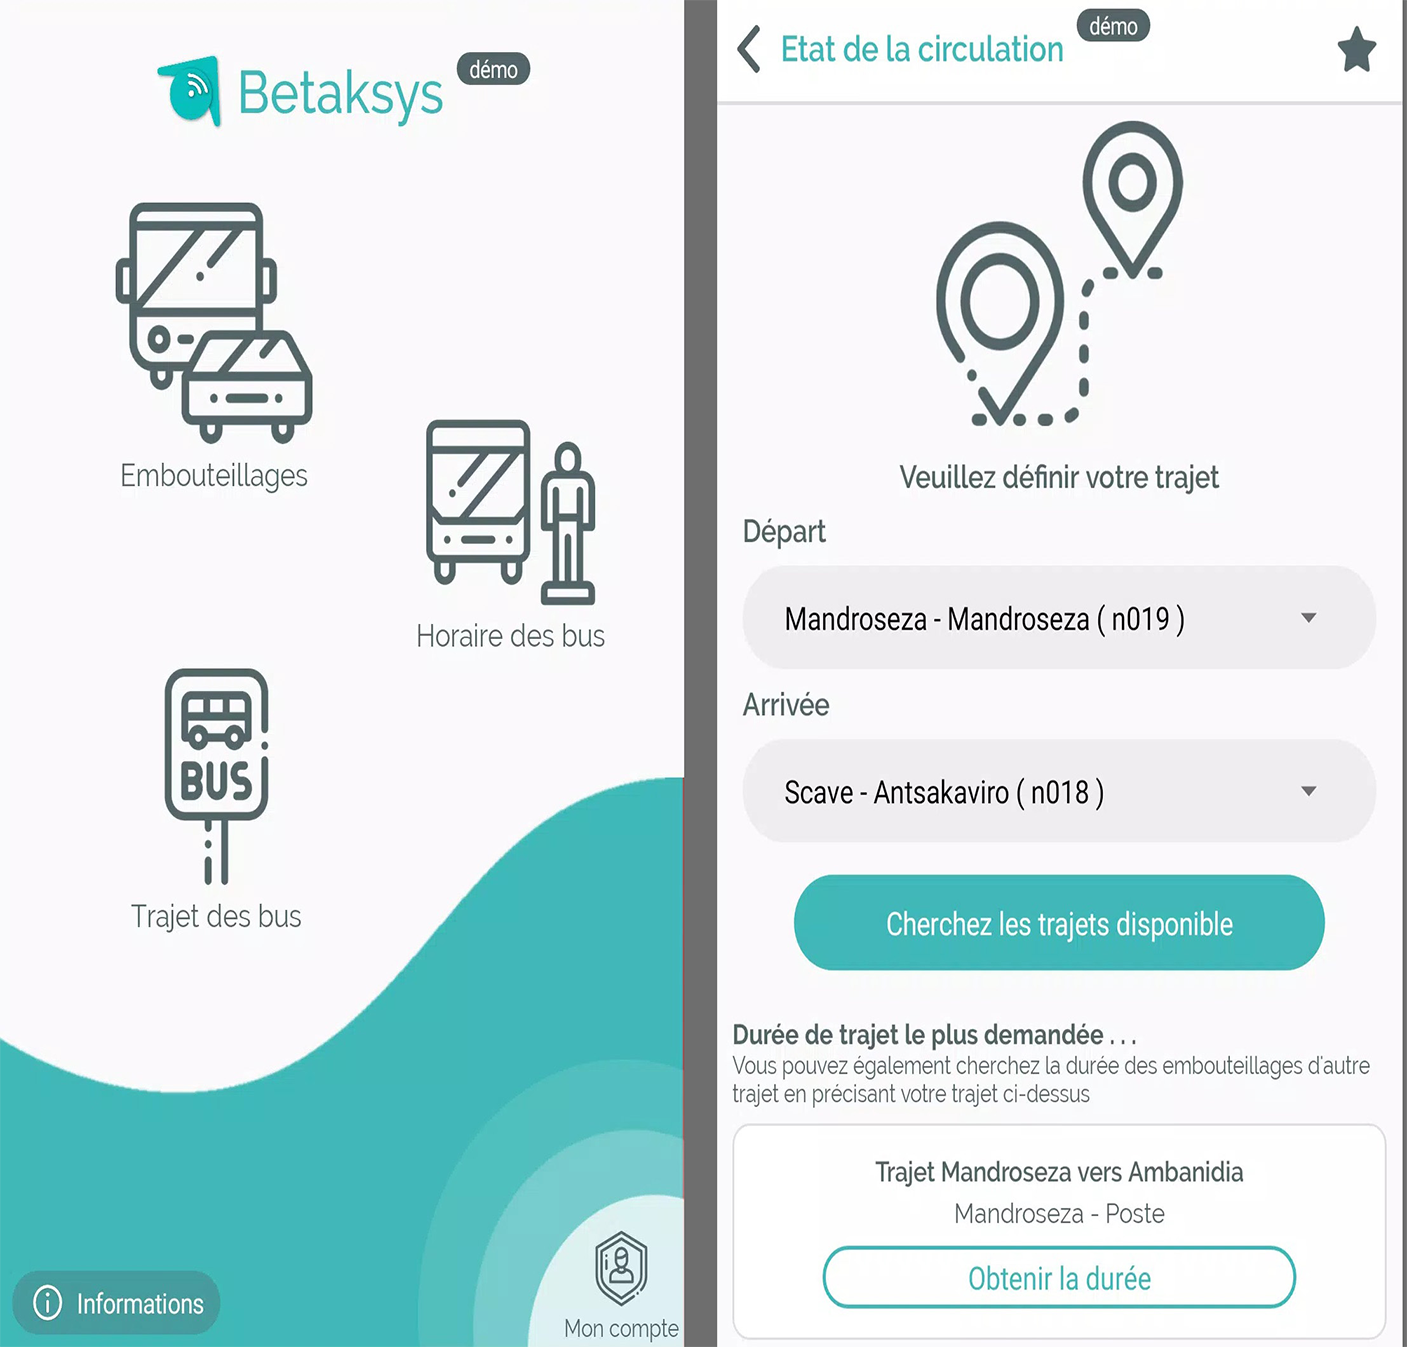 Betaksys
démo
Embouteillages
Horaire des bus
BUS
Trajet des bus
Informations
Mon compte
Etat de la circulation
démo
Veuillez définir votre trajet
Départ
Mandroseza - Mandroseza ( n019 )
Arrivée
Scave - Antsakaviro ( n018 )
Cherchez les trajets disponible
Durée de trajet le plus demandée . . .
Vous pouvez également cherchez la durée des embouteillages d'autre
trajet en précisant votre trajet ci-dessus
Trajet Mandroseza vers Ambanidia
Mandroseza - Poste
Obtenir la durée